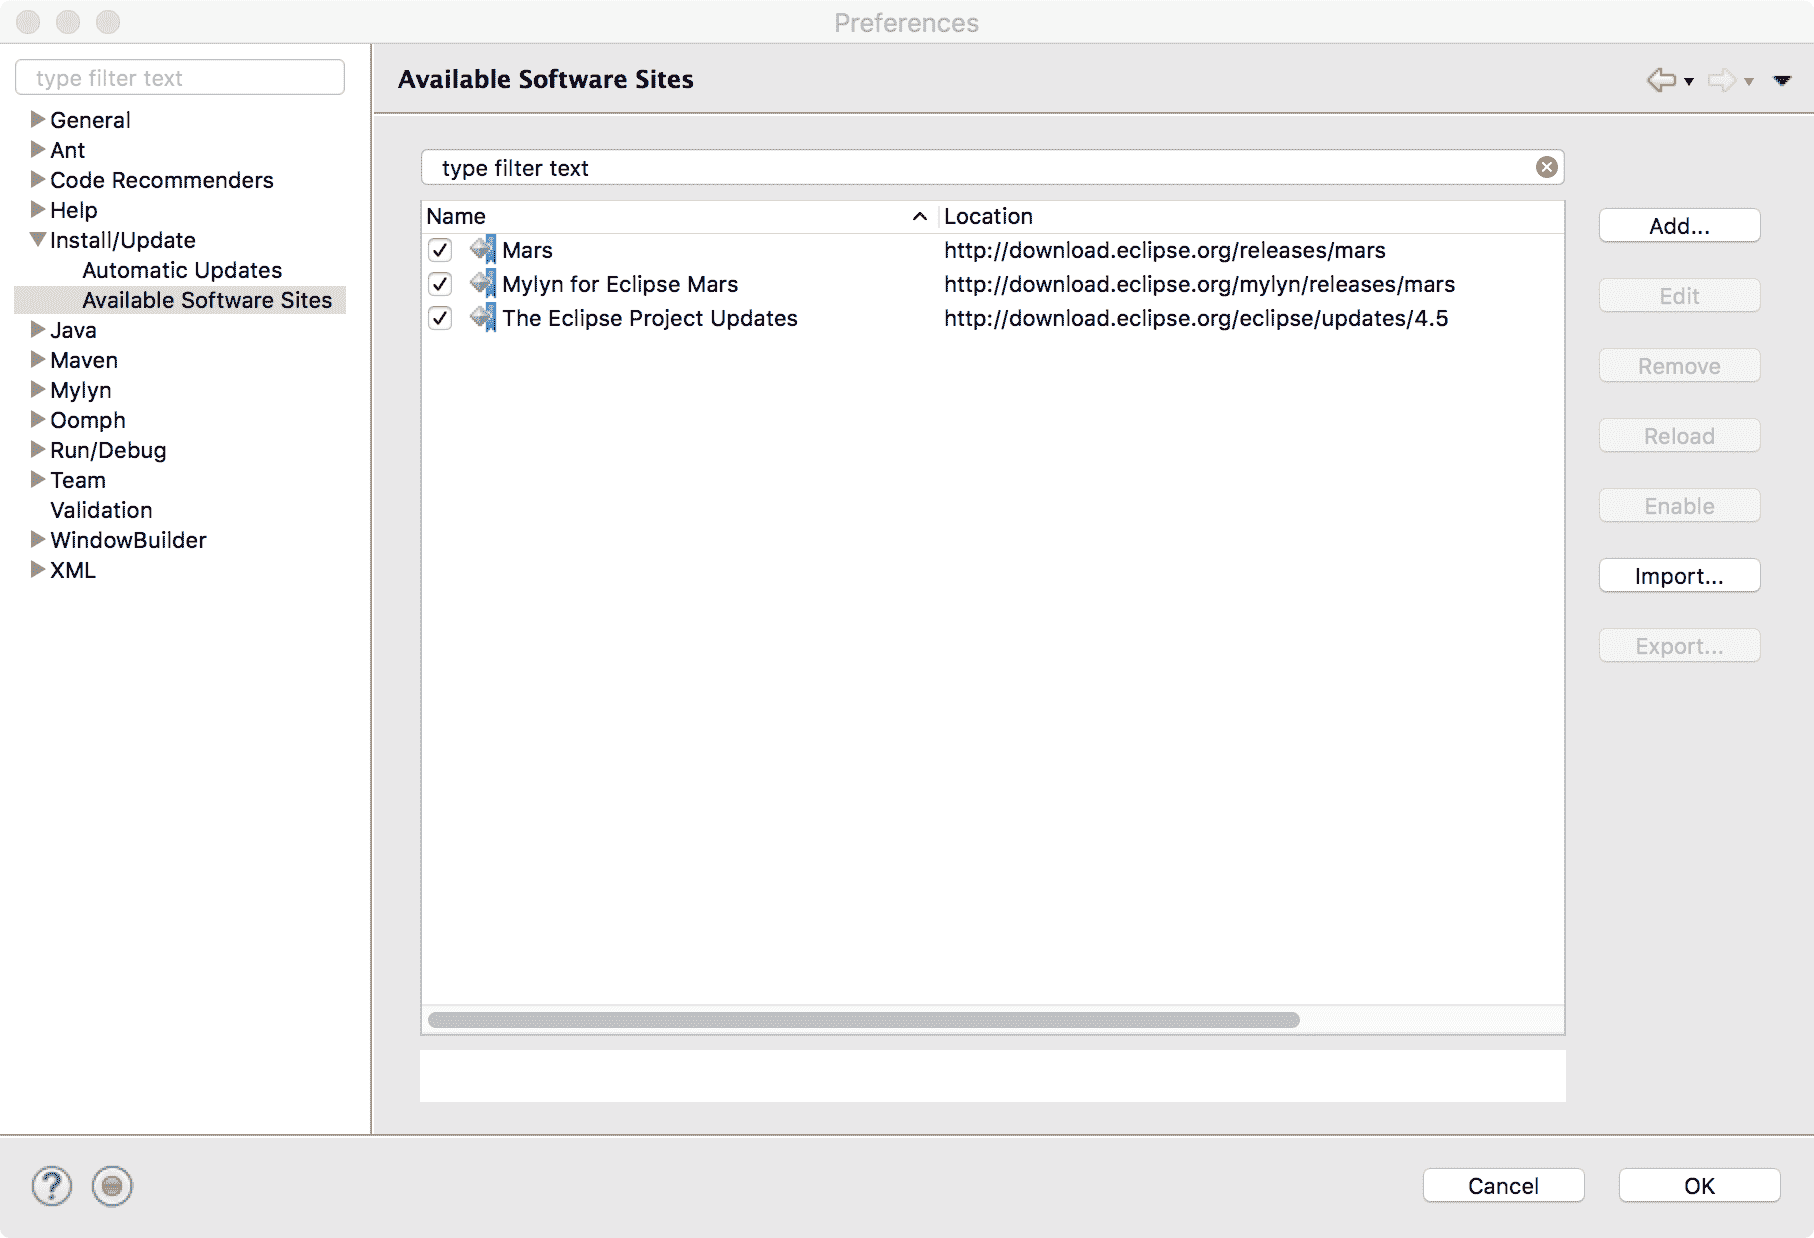 Preferences
type filter text
General
Ant
Code Recommenders
Help
Install/Update
Automatic Updates
Available Software Sites
Java
Maven
Mylyn
Oomph
Run/Debug
Team
Validation
WindowBuilder
XML
Available Software Sites
type filter text
Name Location
Mars http://download.eclipse.org/releases/mars
Mylyn for Eclipse Mars http://download.eclipse.org/mylyn/releases/mars
The Eclipse Project Updates http://download.eclipse.org/eclipse/updates/4.5
Add...
Edit
Remove
Reload
Enable
Import...
Export...
?
Cancel OK